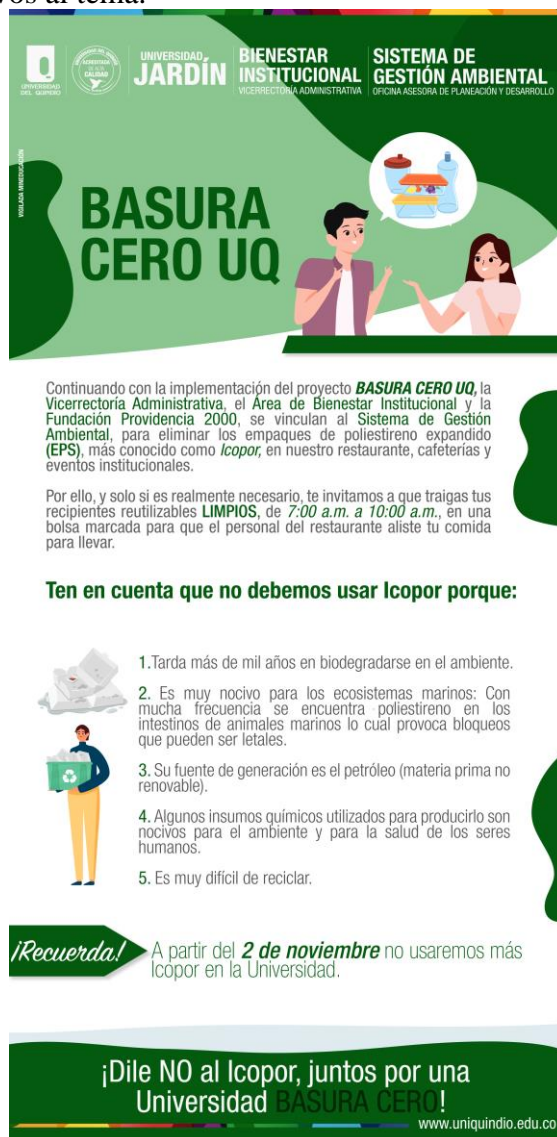 vos al tema.
UNIVERSIDAD
DEL QUINDÍO
ACREDITADA
DE ALTA
CALIDAD
UNIVERSIDAD
JARDÍN
BIENESTAR
INSTITUCIONAL
VICERRECTORÍA ADMINISTRATIVA
SISTEMA DE
GESTIÓN AMBIENTAL
OFICINA ASESORA DE PLANEACIÓN Y DESARROLLO
VIGILADA MINEDUCACIÓN
BASURA
CERO UQ
Continuando con la implementación del proyecto BASURA CERO UQ, la
Vicerrectoría Administrativa, el Área de Bienestar Institucional y la
Fundación Providencia 2000, se vinculan al Sistema de Gestión
Ambiental, para eliminar los empaques de poliestireno expandido
(EPS), más conocido como Icopor, en nuestro restaurante, cafeterías y
eventos institucionales.
Por ello, y solo si es realmente necesario, te invitamos a que traigas tus
recipientes reutilizables LIMPIOS, de 7:00 a.m. a 10:00 a.m., en una
bolsa marcada para que el personal del restaurante aliste tu comida
para llevar.
Ten en cuenta que no debemos usar Icopor porque:
1.Tarda más de mil años en biodegradarse en el ambiente.
2. Es muy nocivo para los ecosistemas marinos: Con
mucha frecuencia se encuentra poliestireno en los
intestinos de animales marinos lo cual provoca bloqueos
que pueden ser letales.
3. Su fuente de generación es el petróleo (materia prima no
renovable).
4. Algunos insumos químicos utilizados para producirlo son
nocivos para el ambiente y para la salud de los seres
humanos.
5. Es muy difícil de reciclar.
¡Recuerda!
A partir del 2 de noviembre no usaremos más
Icopor en la Universidad.
¡Dile NO al Icopor, juntos por una
Universidad BASURA CERO!
www.uniquindio.edu.co